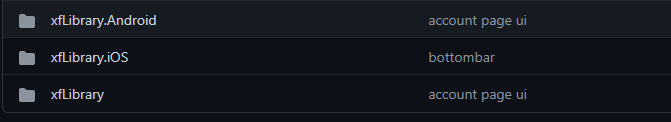 xfLibrary.Android account page ui
xfLibrary.iOS bottombar
xfLibrary account page ui